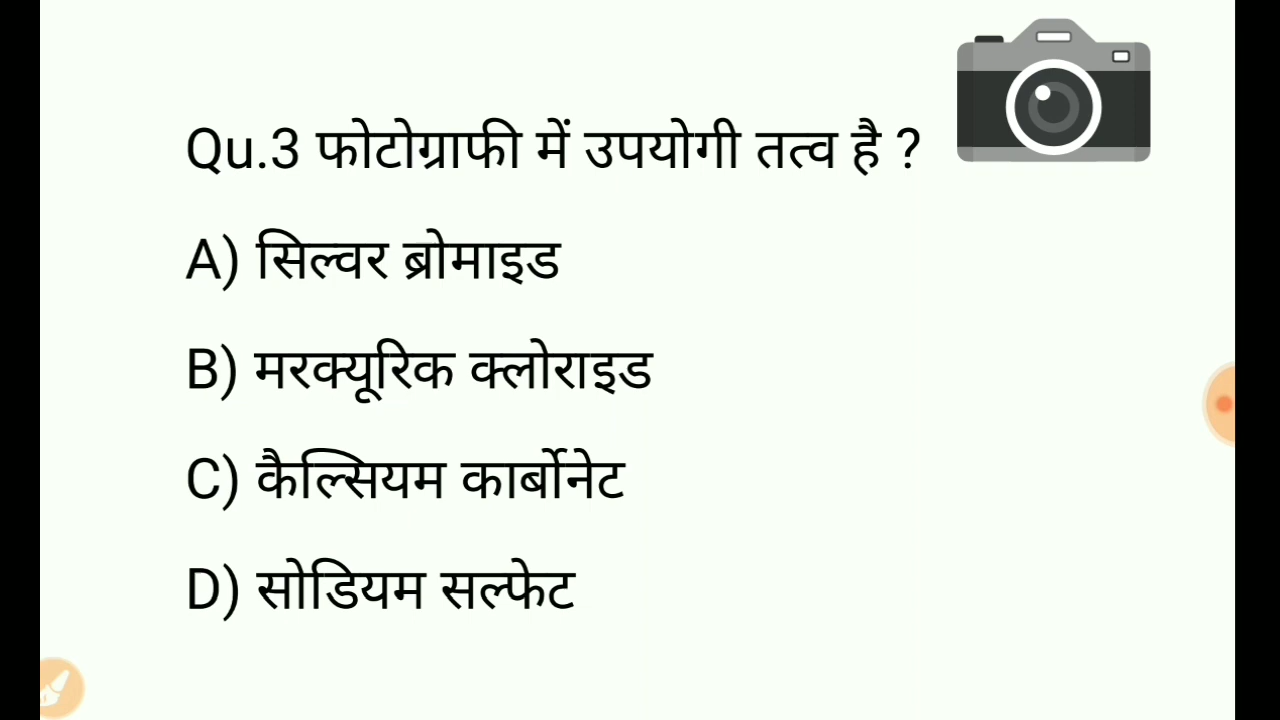 Qu.3 फोटोग्राफी में उपयोगी तत्व है ?
A) सिल्वर ब्रोमाइड
B) मरक्यूरिक क्लोराइड
C) कैल्सियम कार्बोनेट
D) सोडियम सल्फेट